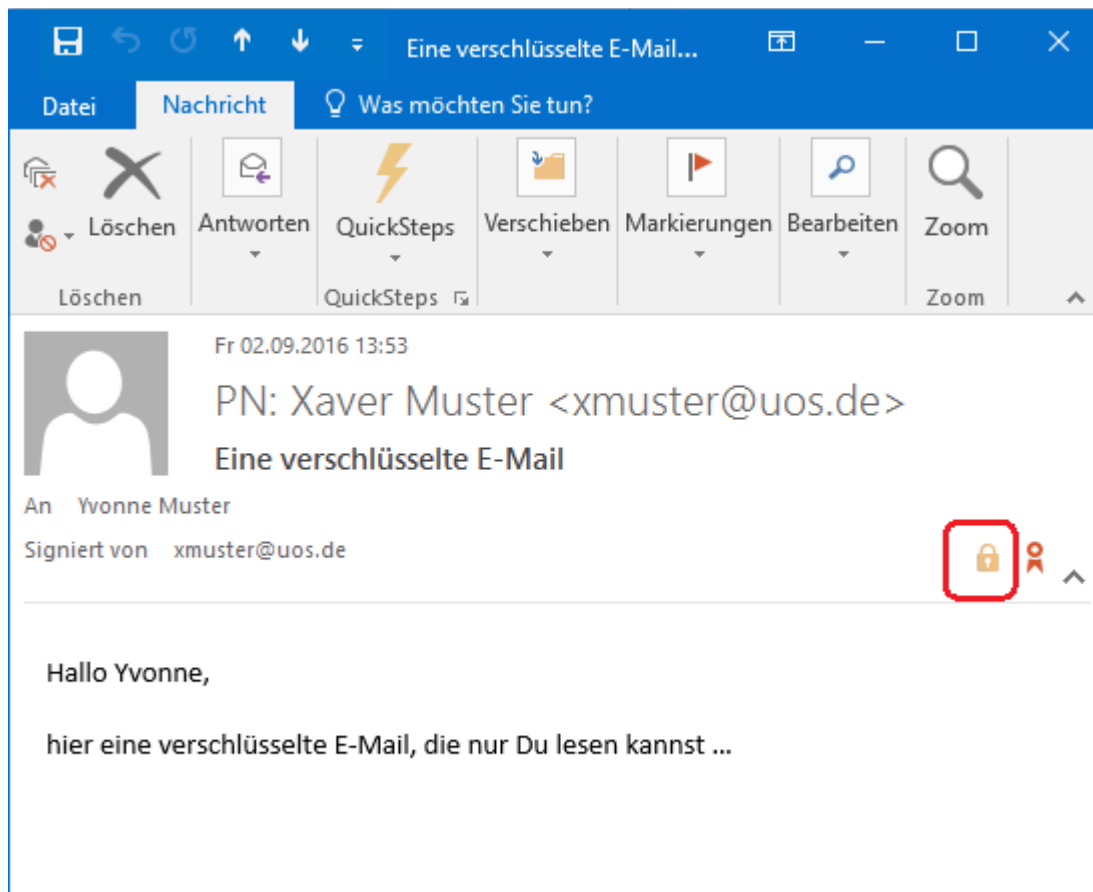 Eine verschlüsselte E-Mail...
Datei Nachricht Was möchten Sie tun?
Löschen Antworten QuickSteps Verschieben Markierungen Bearbeiten Zoom
Löschen QuickSteps Zoom
Fr 02.09.2016 13:53
PN: Xaver Muster <xmuster@uos.de>
Eine verschlüsselte E-Mail
An Yvonne Muster
Signiert von xmuster@uos.de
Hallo Yvonne,
hier eine verschlüsselte E-Mail, die nur Du lesen kannst ...